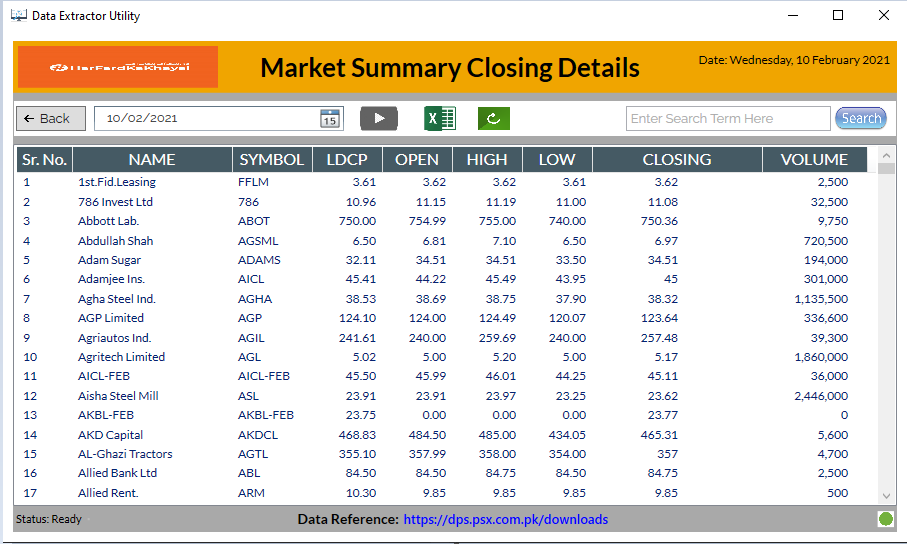 Data Extractor Utility
HarFardKaKhayal
Market Summary Closing Details
Date: Wednesday, 10 February 2021
← Back
10/02/2021
15
Enter Search Term Here
Search
Sr. No. NAME SYMBOL LDCP OPEN HIGH LOW CLOSING VOLUME
1 1st.Fid.Leasing FFLM 3.61 3.62 3.62 3.61 3.62 2,500
2 786 Invest Ltd 786 10.96 11.15 11.19 11.00 11.08 32,500
3 Abbott Lab. ABOT 750.00 754.99 755.00 740.00 750.36 9,750
4 Abdullah Shah AGSML 6.50 6.81 7.10 6.50 6.97 720,500
5 Adam Sugar ADAMS 32.11 34.51 34.51 33.50 34.51 194,000
6 Adamjee Ins. AICL 45.41 44.22 45.49 43.95 45 301,000
7 Agha Steel Ind. AGHA 38.53 38.69 38.75 37.90 38.32 1,135,500
8 AGP Limited AGP 124.10 124.00 124.49 120.07 123.64 336,600
9 Agriautos Ind. AGIL 241.61 240.00 259.69 240.00 257.48 39,300
10 Agritech Limited AGL 5.02 5.00 5.20 5.00 5.17 1,860,000
11 AICL-FEB AICL-FEB 45.50 45.99 46.01 44.25 45.11 36,000
12 Aisha Steel Mill ASL 23.91 23.91 23.97 23.25 23.62 2,446,000
13 AKBL-FEB AKBL-FEB 23.75 0.00 0.00 0.00 23.77 0
14 AKD Capital AKDCL 468.83 484.50 485.00 434.05 465.31 5,600
15 AL-Ghazi Tractors AGTL 355.10 357.99 358.00 354.00 357 4,700
16 Allied Bank Ltd ABL 84.50 84.50 84.75 84.50 84.75 2,500
17 Allied Rent. ARM 10.30 9.85 9.85 9.85 9.85 500
Status: Ready
Data Reference: https://dps.psx.com.pk/downloads